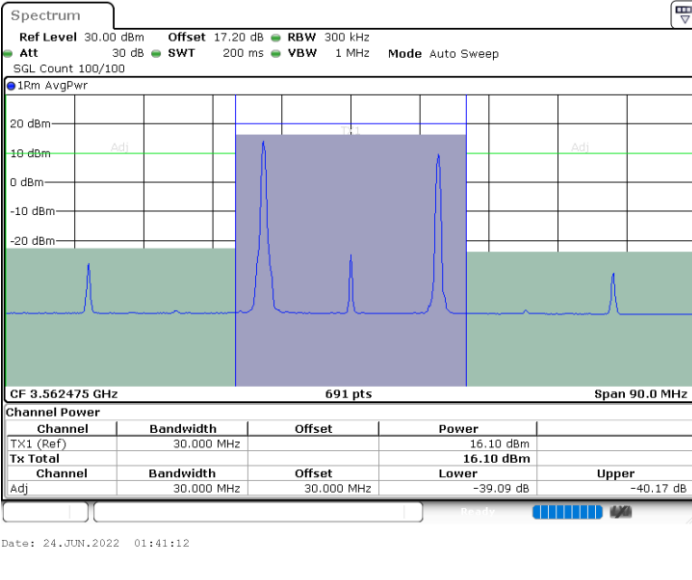 Spectrum
Ref Level 30.00 dBm Offset 17.20 dB RBW 300 kHz
Att 30 dB SWT 200 ms VBW 1 MHz Mode Auto Sweep
SGL Count 100/100
1Rm AvgPwr
TX1
20 dBm
Adj Adj
10 dBm
0 dBm
-10 dBm
-20 dBm
CF 3.562475 GHz 691 pts Span 90.0 MHz
Channel Power
Channel Bandwidth Offset Power
TX1 (Ref) 30.000 MHz 16.10 dBm
Tx Total 16.10 dBm
Channel Bandwidth Offset Lower Upper
Adj 30.000 MHz 30.000 MHz -39.09 dB -40.17 dB
Ready
Date: 24.JUN.2022 01:41:12